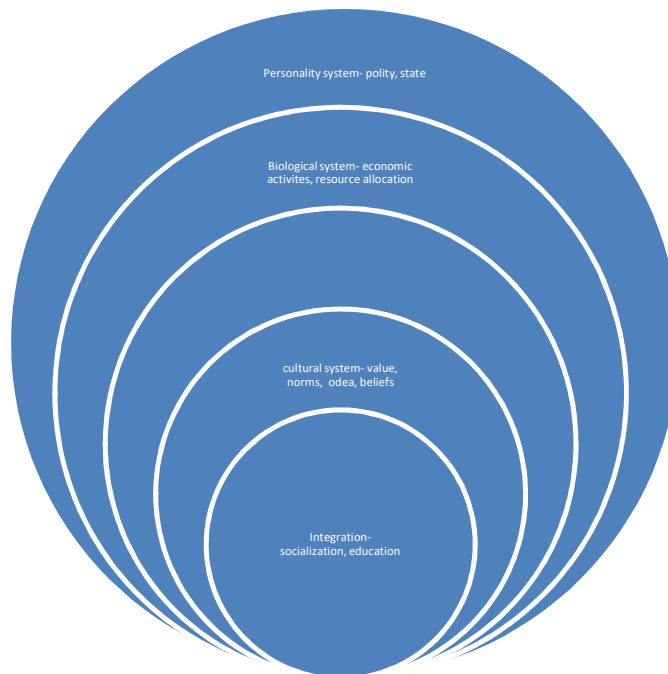 Personality system- polity, state
Biological system- economic
activites, resource allocation
cultural system- value,
norms, odea, beliefs
Integration-
socialization, education